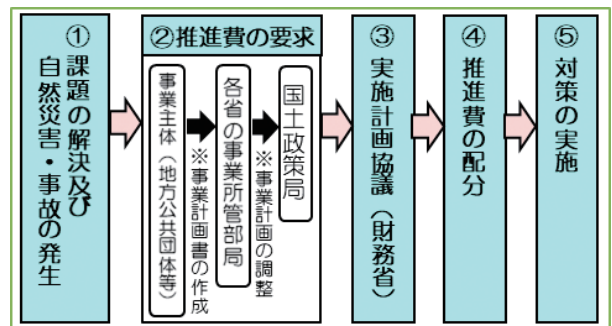 ①
課題の解決及び
自然災害・事故の発生
②推進費の要求
事業主体（地方公共団体等）
※事業計画書の作成
各省の事業所管部局
※事業計画の調整
国土政策局
③
実施計画協議（財務省）
④
推進費の配分
⑤
対策の実施